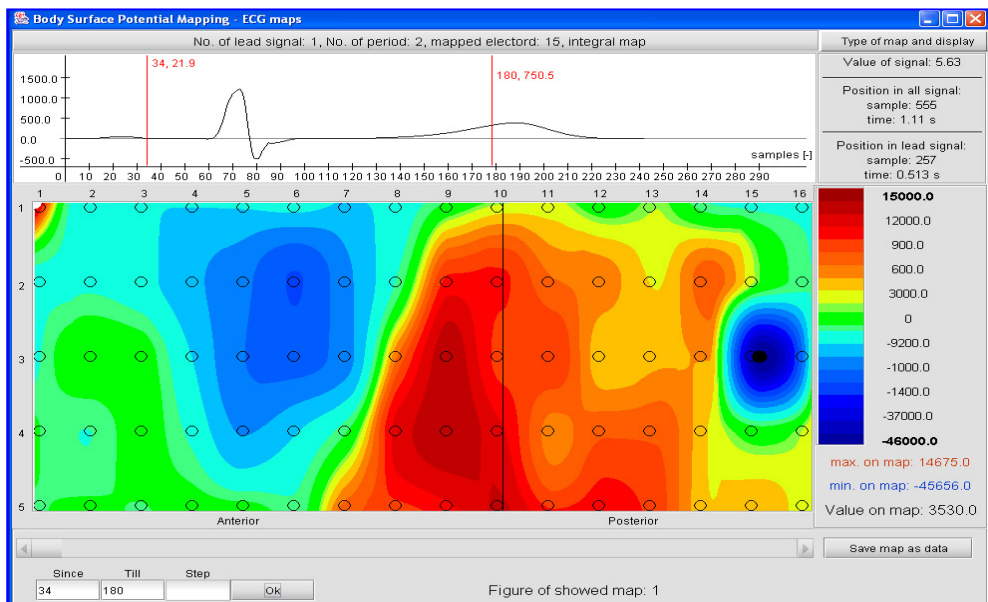 Body Surface Potential Mapping - ECG maps
No. of lead signal: 1, No. of period: 2, mapped electord: 15, integral map
Type of map and display
34, 21.9
180, 750.5
1500.0
1000.0
500.0
0.0
-500.0
samples [-]
0 10 20 30 40 50 60 70 80 90 100 110 120 130 140 150 160 170 180 190 200 210 220 230 240 250 260 270 280 290
Value of signal: 5.63
Position in all signal:
sample: 555
time: 1.11 s
Position in lead signal:
sample: 257
time: 0.513 s
1 2 3 4 5 6 7 8 9 10 11 12 13 14 15 16
1
2
3
4
5
Anterior
Posterior
15000.0
12000.0
900.0
600.0
3000.0
0
-9200.0
-1000.0
-1400.0
-37000.0
-46000.0
max. on map: 14675.0
min. on map: -45656.0
Value on map: 3530.0
Save map as data
Since Till Step
34 180 Ok
Figure of showed map: 1